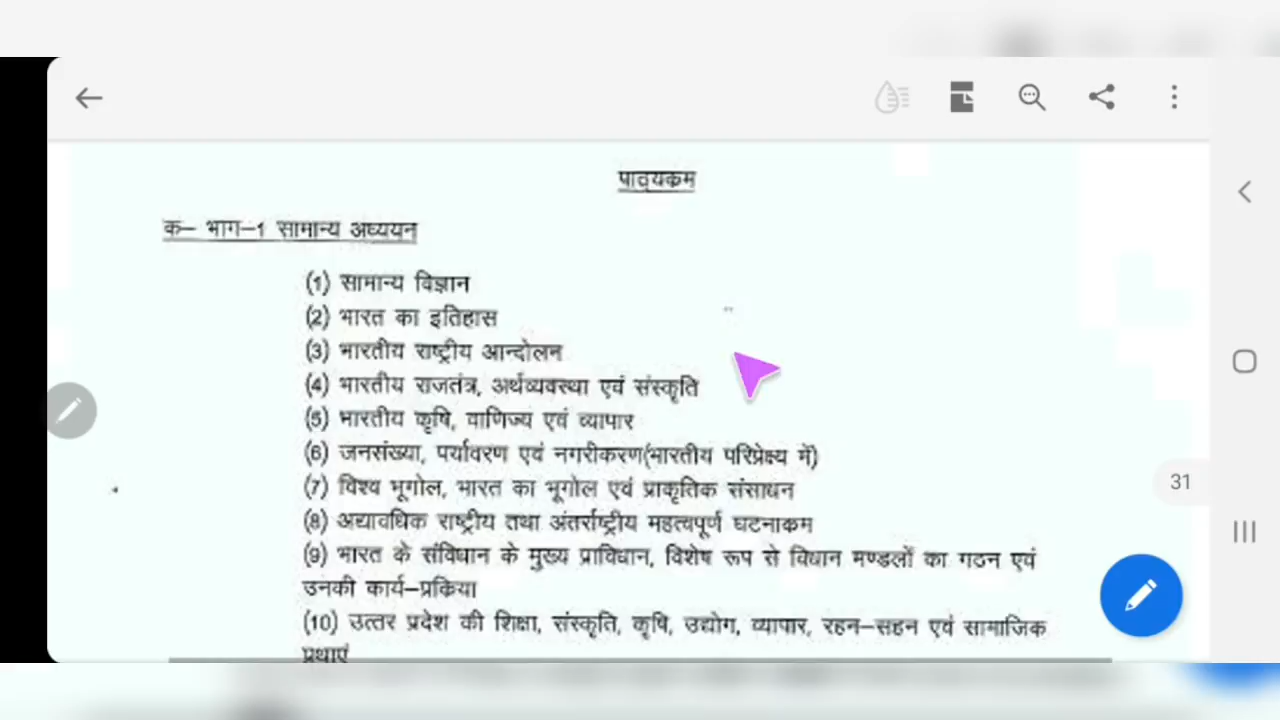 पाठ्यक्रम
क– भाग–1 सामान्य अध्ययन
(1) सामान्य विज्ञान
(2) भारत का इतिहास
(3) भारतीय राष्ट्रीय आन्दोलन
(4) भारतीय राजतंत्र, अर्थव्यवस्था एवं संस्कृति
(5) भारतीय कृषि, वाणिज्य एवं व्यापार
(6) जनसंख्या, पर्यावरण एवं नगरीकरण(भारतीय परिप्रेक्ष्य में)
(7) विश्व भूगोल, भारत का भूगोल एवं प्राकृतिक संसाधन
(8) अद्यावधिक राष्ट्रीय तथा अंतर्राष्ट्रीय महत्वपूर्ण घटनाक्रम
(9) भारत के संविधान के मुख्य प्राविधान, विशेष रूप से विधान मण्डलों का गठन एवं
उनकी कार्य–प्रक्रिया
(10) उत्तर प्रदेश की शिक्षा, संस्कृति, कृषि, उद्योग, व्यापार, रहन–सहन एवं सामाजिक
प्रथाएं
31